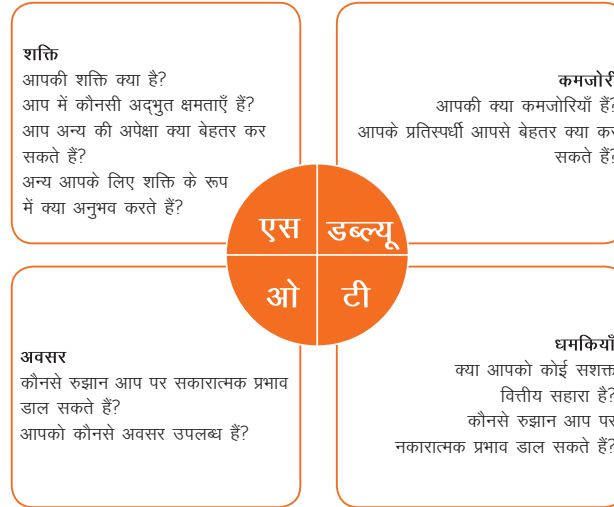 शक्ति
आपकी शक्ति क्या है?
आप में कौनसी अद्भुत क्षमताएँ हैं?
आप अन्य की अपेक्षा क्या बेहतर कर
सकते हैं?
अन्य आपके लिए शक्ति के रूप
में क्या अनुभव करते हैं?
कमजोरी
आपकी क्या कमजोरियाँ हैं?
आपके प्रतिस्पर्धी आपसे बेहतर क्या कर
सकते हैं?
एस
डब्ल्यू
ओ
टी
अवसर
कौनसे रुझान आप पर सकारात्मक प्रभाव
डाल सकते हैं?
आपको कौनसे अवसर उपलब्ध हैं?
धमकियाँ
क्या आपको कोई सशक्त
वित्तीय सहारा है?
कौनसे रुझान आप पर
नकारात्मक प्रभाव डाल सकते हैं?